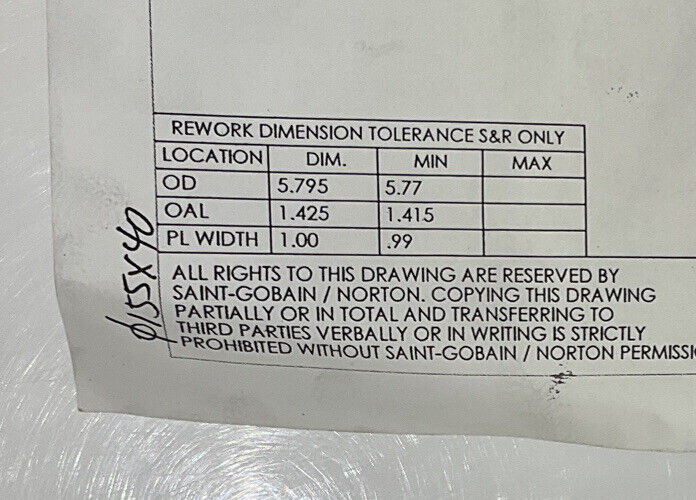 REWORK DIMENSION TOLERANCE S&R ONLY
LOCATION DIM. MIN MAX
OD 5.795 5.77
OAL 1.425 1.415
PL WIDTH 1.00 .99
ALL RIGHTS TO THIS DRAWING ARE RESERVED BY
SAINT-GOBAIN / NORTON. COPYING THIS DRAWING
PARTIALLY OR IN TOTAL AND TRANSFERRING TO
THIRD PARTIES VERBALLY OR IN WRITING IS STRICTLY
PROHIBITED WITHOUT SAINT-GOBAIN / NORTON PERMISSI
ø155X40